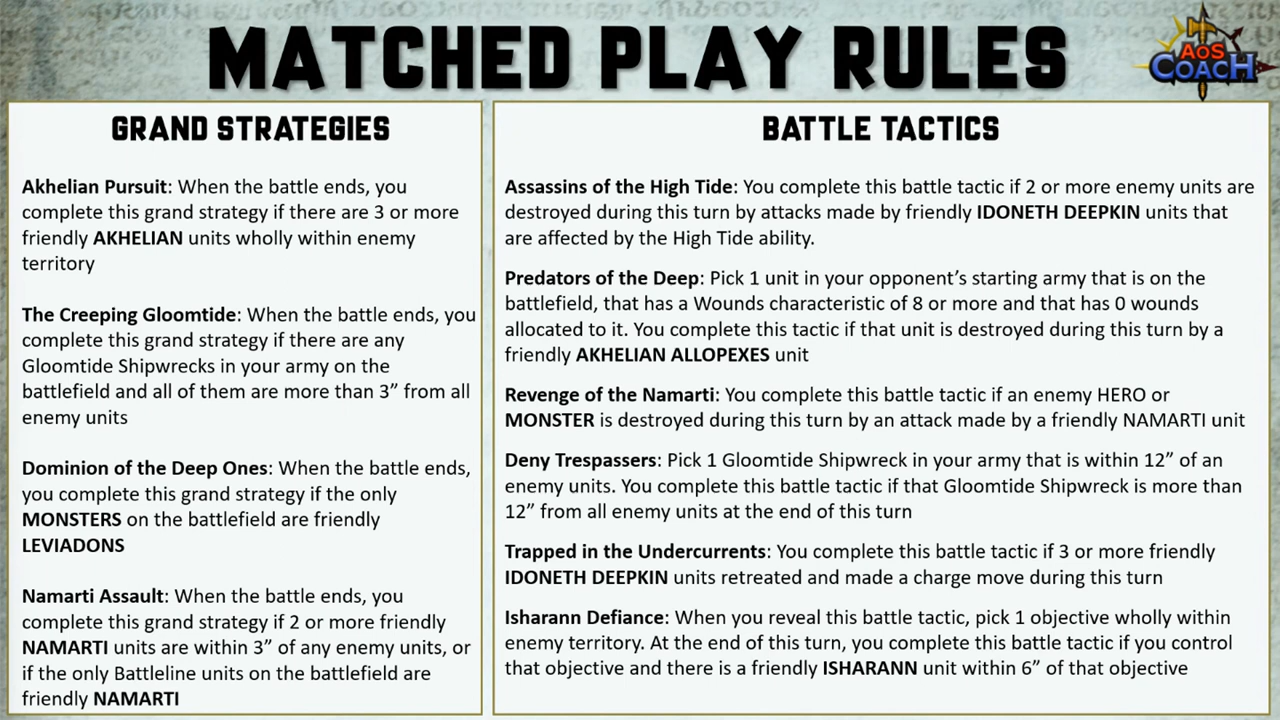 MATCHED PLAY RULES
AoS
COACH
GRAND STRATEGIES
Akhelian Pursuit: When the battle ends, you
complete this grand strategy if there are 3 or more
friendly AKHELIAN units wholly within enemy
territory
The Creeping Gloomtide: When the battle ends, you
complete this grand strategy if there are any
Gloomtide Shipwrecks in your army on the
battlefield and all of them are more than 3” from all
enemy units
Dominion of the Deep Ones: When the battle ends,
you complete this grand strategy if the only
MONSTERS on the battlefield are friendly
LEVIADONS
Namarti Assault: When the battle ends, you
complete this grand strategy if 2 or more friendly
NAMARTI units are within 3” of any enemy units, or
if the only Battleline units on the battlefield are
friendly NAMARTI
BATTLE TACTICS
Assassins of the High Tide: You complete this battle tactic if 2 or more enemy units are
destroyed during this turn by attacks made by friendly IDONETH DEEPKIN units that
are affected by the High Tide ability.
Predators of the Deep: Pick 1 unit in your opponent’s starting army that is on the
battlefield, that has a Wounds characteristic of 8 or more and that has 0 wounds
allocated to it. You complete this tactic if that unit is destroyed during this turn by a
friendly AKHELIAN ALLOPEXES unit
Revenge of the Namarti: You complete this battle tactic if an enemy HERO or
MONSTER is destroyed during this turn by an attack made by a friendly NAMARTI unit
Deny Trespassers: Pick 1 Gloomtide Shipwreck in your army that is within 12” of an
enemy units. You complete this battle tactic if that Gloomtide Shipwreck is more than
12” from all enemy units at the end of this turn
Trapped in the Undercurrents: You complete this battle tactic if 3 or more friendly
IDONETH DEEPKIN units retreated and made a charge move during this turn
Isharann Defiance: When you reveal this battle tactic, pick 1 objective wholly within
enemy territory. At the end of this turn, you complete this battle tactic if you control
that objective and there is a friendly ISHARANN unit within 6” of that objective